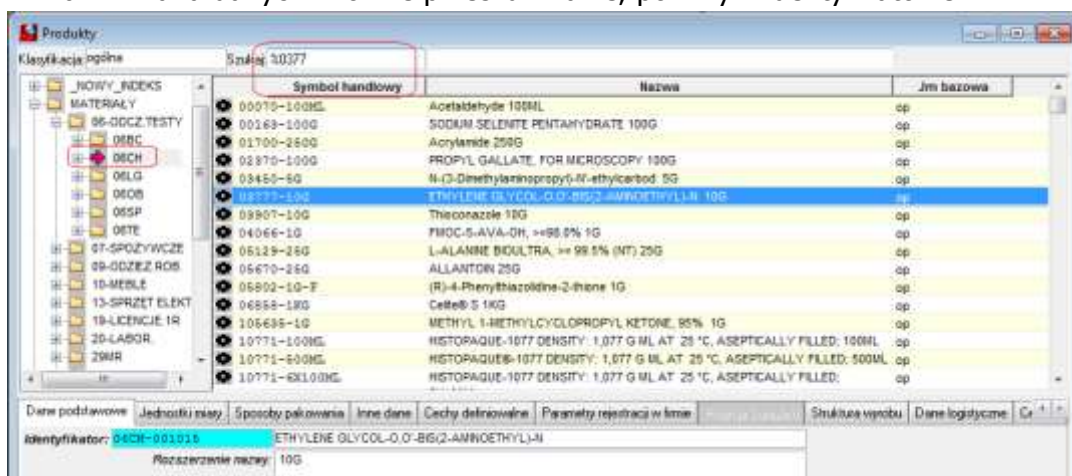 Produkty
Klasyfikacja: ogólna Szukaj: %0377
Symbol handlowy Nazwa Jm bazowa
_NOWY_INDEKS
MATERIAŁY
06-ODCZ.TESTY
06BC
06CH
06LG
06OB
06SP
06TE
07-SPOŻYWCZE
09-ODZIEŻ ROB
10-MEBLE
13-SPRZĘT ELEKT
19-LICENCJE, 1R
20-LABOR.
29MR
00070-100ML Acetaldehyde 100ML op
00163-100G SODIUM SELENITE PENTAHYDRATE 100G op
01700-250G Acrylamide 250G op
02370-100G PROPYL GALLATE, FOR MICROSCOPY 100G op
03450-5G N-(3-Dimethylaminopropyl)-N'-ethylcarbod. 5G op
03777-10G ETHYLENE GLYCOL-O,O'-BIS(2-AMINOETHYL)-N 10G op
03907-10G Thioconazole 10G op
04066-1G FMOC-5-AVA-OH, >=98.0% 1G op
05129-25G L-ALANINE BIOULTRA, >= 99.5% (NT) 25G op
05670-25G ALLANTOIN 25G op
05802-1G-F (R)-4-Phenylthiazolidine-2-thione 1G op
06858-1KG Celite® S 1KG op
105635-1G METHYL 1-METHYLCYCLOPROPYL KETONE, 95% 1G op
10771-100ML HISTOPAQUE-1077 DENSITY: 1,077 G ML AT 25 °C, ASEPTICALLY FILLED; 100ML op
10771-500ML HISTOPAQUE®-1077 DENSITY: 1,077 G ML AT 25 °C, ASEPTICALLY FILLED; 500ML op
10771-6X100ML HISTOPAQUE-1077 DENSITY: 1,077 G ML AT 25 °C, ASEPTICALLY FILLED; op
Dane podstawowe Jednostki miary Sposoby pakowania Inne dane Cechy definiowalne Parametry rejestracji w firmie Struktura wyrobu Dane logistyczne
Identyfikator: 06CH-001015 ETHYLENE GLYCOL-O,O'-BIS(2-AMINOETHYL)-N
Rozszerzenie nazwy: 10G